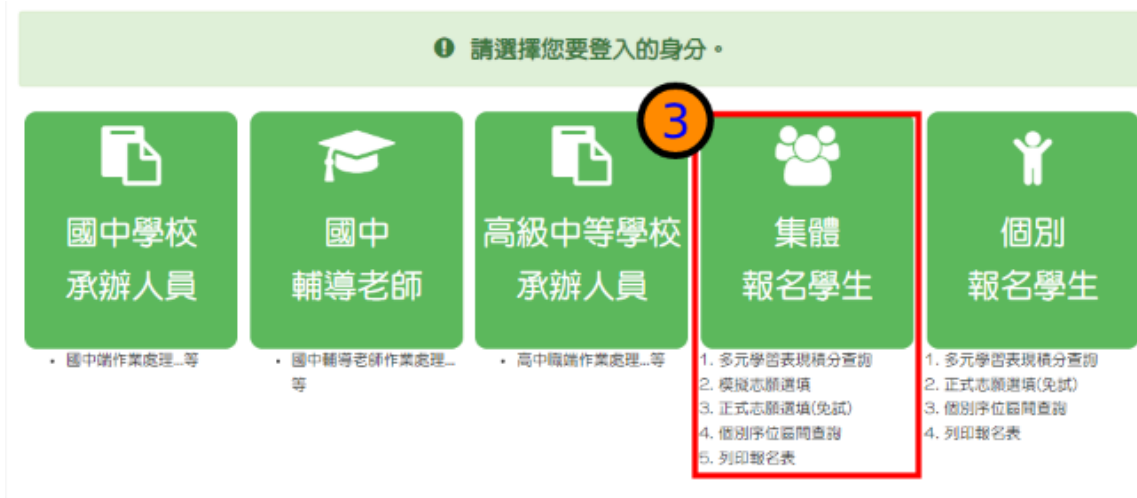 請選擇您要登入的身分。
3
國中學校
承辦人員
國中
輔導老師
高級中等學校
承辦人員
集體
報名學生
個別
報名學生
• 國中端作業處理...等
• 國中輔導老師作業處理...
等
• 高中職端作業處理...等
1. 多元學習表現積分查詢
2. 模擬志願選填
3. 正式志願選填(免試)
4. 個別序位區間查詢
5. 列印報名表
1. 多元學習表現積分查詢
2. 正式志願選填(免試)
3. 個別序位區間查詢
4. 列印報名表